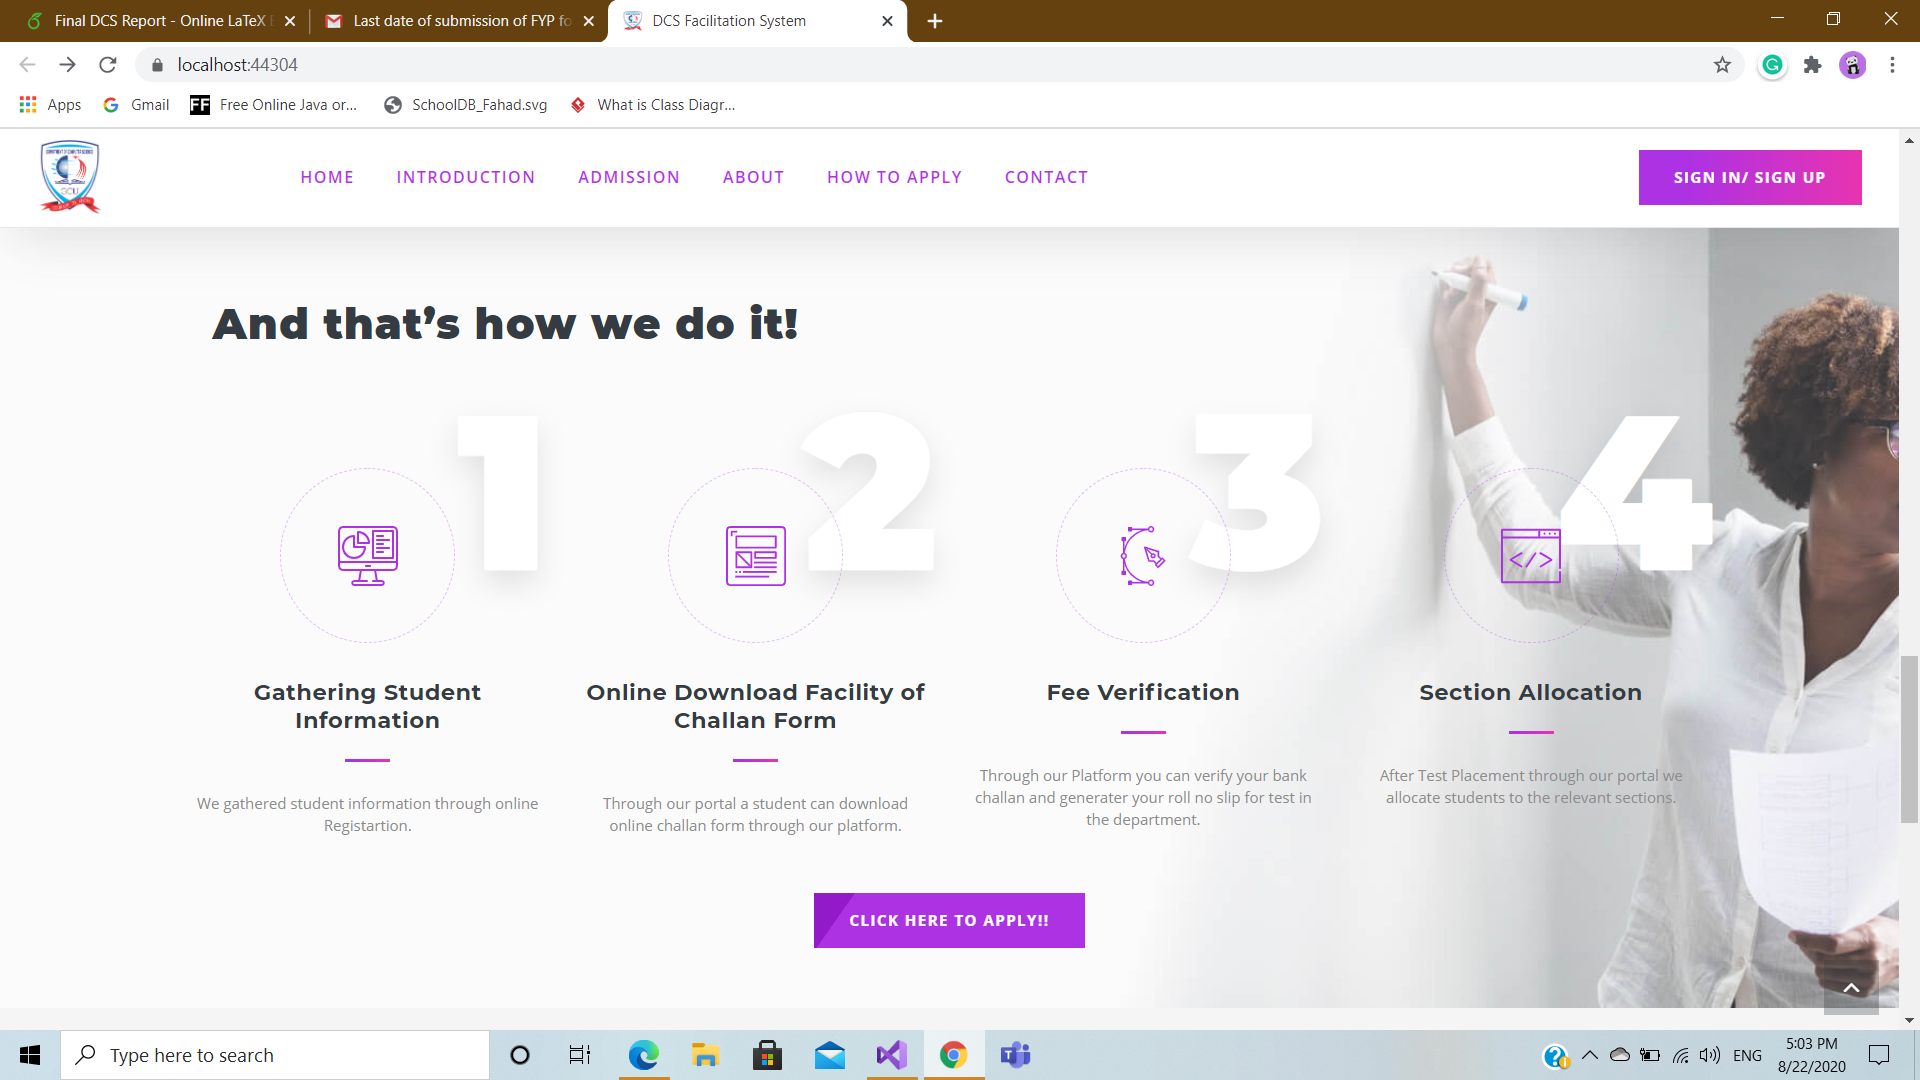 Final DCS Report - Online LaTeX E
Last date of submission of FYP fo
DCS Facilitation System
localhost:44304
Apps
Gmail
FF
Free Online Java or...
SchoolDB_Fahad.svg
What is Class Diagr...
HOME
INTRODUCTION
ADMISSION
ABOUT
HOW TO APPLY
CONTACT
SIGN IN/ SIGN UP
And that’s how we do it!
1
2
3
4
Gathering Student
Information
We gathered student information through online
Registartion.
Online Download Facility of
Challan Form
Through our portal a student can download
online challan form through our platform.
Fee Verification
Through our Platform you can verify your bank
challan and generater your roll no slip for test in
the department.
Section Allocation
After Test Placement through our portal we
allocate students to the relevant sections.
CLICK HERE TO APPLY!!
Type here to search
ENG
5:03 PM
8/22/2020